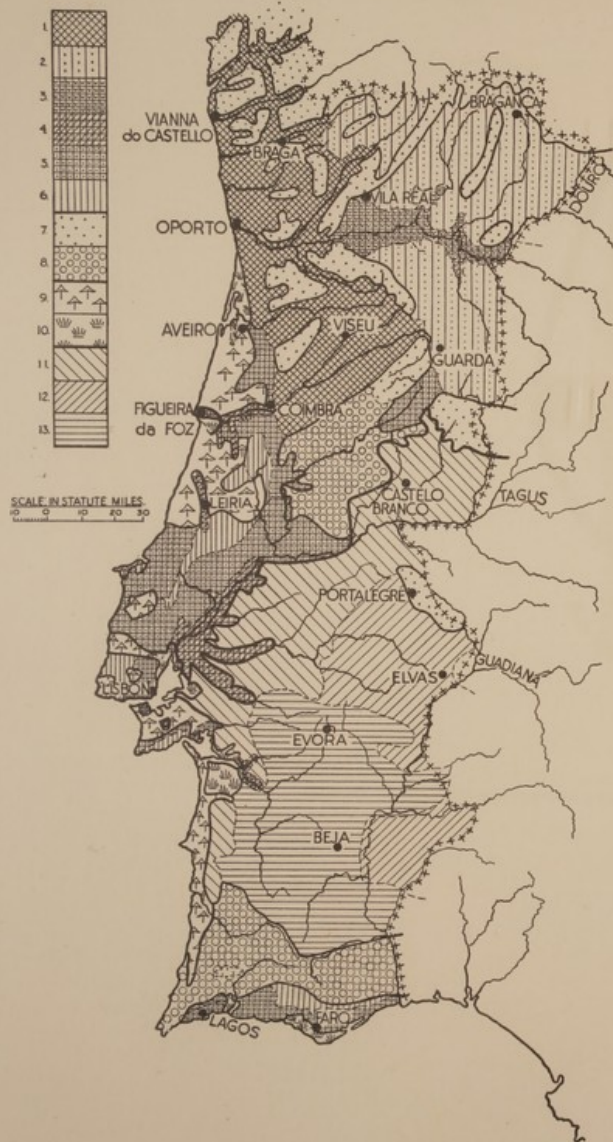 1.
2.
3.
4.
5.
6.
7.
8.
9.
10.
11.
12.
13.
VIANNA
do CASTELLO
BRAGANCA
BRAGA
DOURO
VILA REAL
OPORTO
AVEIRO
VISEU
GUARDA
FIGUEIRA
da FOZ
COIMBRA
SCALE IN STATUTE MILES.
10 0 10 20 30
LEIRIA
CASTELO
BRANCO
TAGUS
PORTALEGRE
GUADIANA
ELVAS
LISBON
EVORA
BEJA
LAGOS
FARO